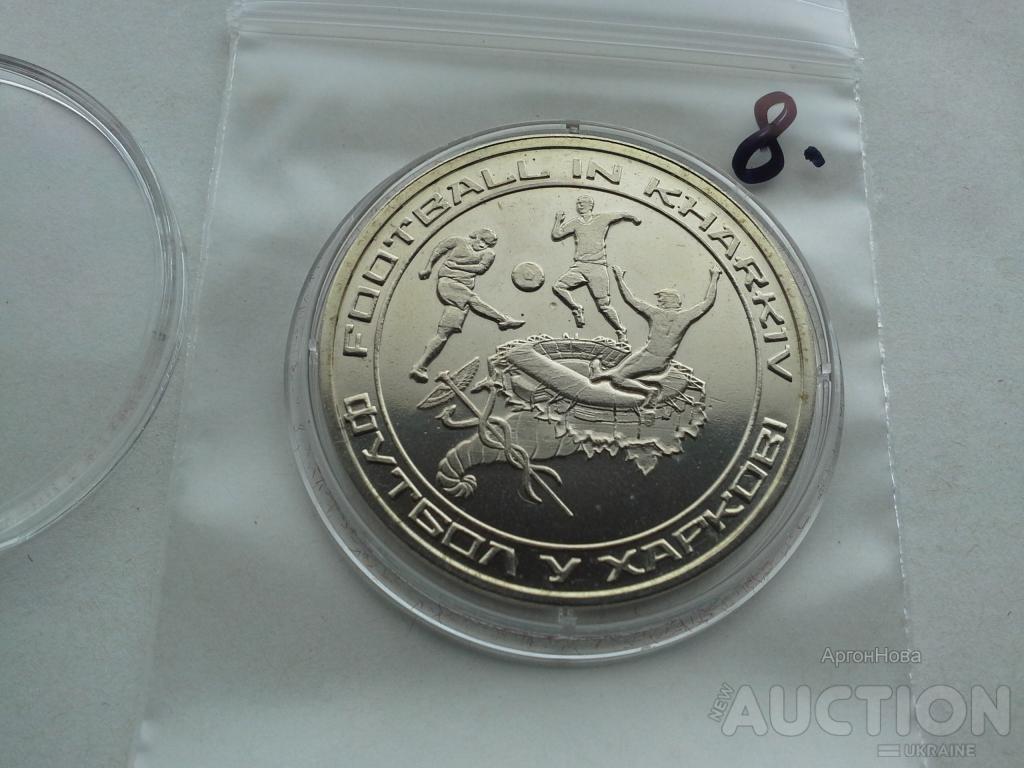 8.
FOOTBALL IN KHARKIV
ФУТБОЛ У ХАРКОВІ
АргонНова
NEW AUCTION
UKRAINE